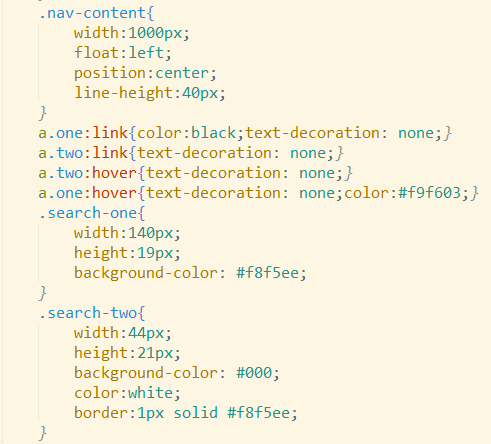 .nav-content{
    width:1000px;
    float:left;
    position:center;
    line-height:40px;
}
a.one:link{color:black;text-decoration: none;}
a.two:link{text-decoration: none;}
a.two:hover{text-decoration: none;}
a.one:hover{text-decoration: none;color:#f9f603;}
.search-one{
    width:140px;
    height:19px;
    background-color: #f8f5ee;
}
.search-two{
    width:44px;
    height:21px;
    background-color: #000;
    color:white;
    border:1px solid #f8f5ee;
}